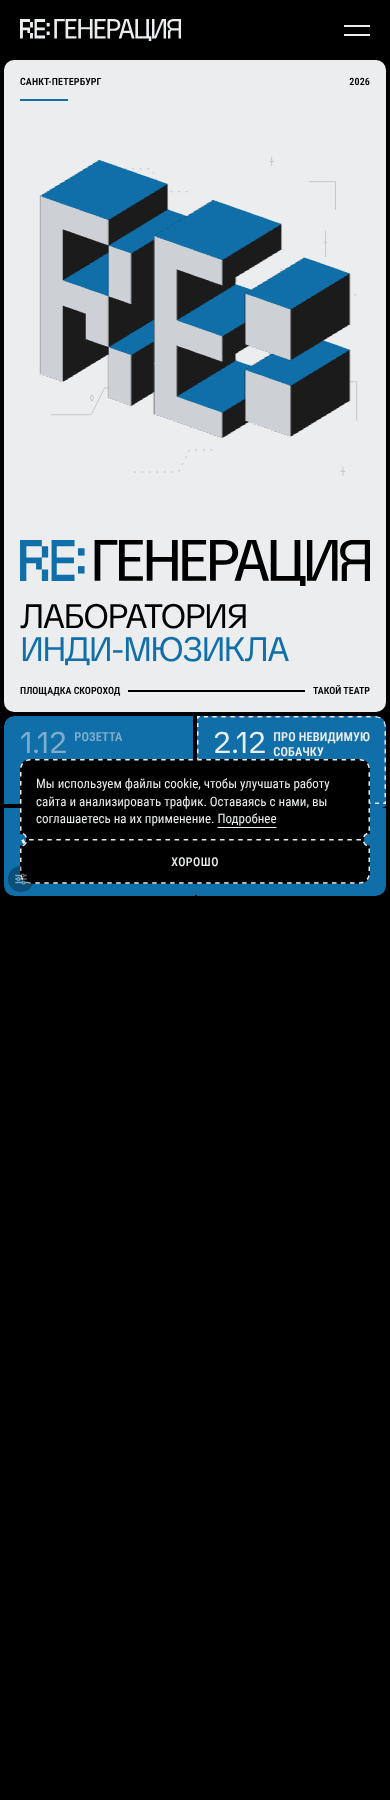 RE:ГЕНЕРАЦИЯ
САНКТ-ПЕТЕРБУРГ 2026
RE:
RE:ГЕНЕРАЦИЯ
ЛАБОРАТОРИЯ
ИНДИ-МЮЗИКЛА
ПЛОЩАДКА СКОРОХОД ТАКОЙ ТЕАТР
1.12 РОЗЕТТА
2.12 ПРО НЕВИДИМУЮ
СОБАЧКУ
Мы используем файлы cookie, чтобы улучшать работу
сайта и анализировать трафик. Оставаясь с нами, вы
соглашаетесь на их применение. Подробнее
ХОРОШО